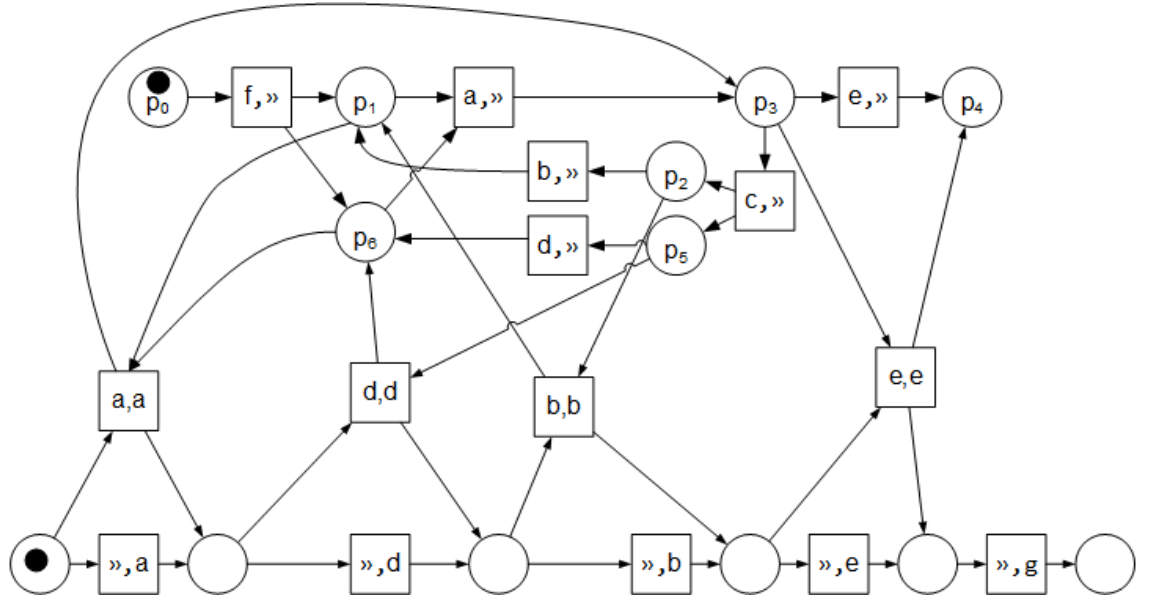 p₀ f,» p₁ a,» p₃ e,» p₄
b,» p₂ c,»
p₆ d,» p₅
a,a d,d b,b e,e
»,a »,d »,b »,e »,g